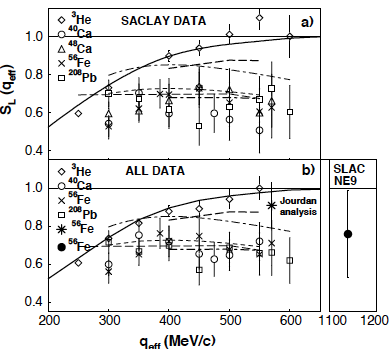 ³He SACLAY DATA a)
⁴⁰Ca
⁴⁸Ca
⁵⁶Fe
²⁰⁸Pb
1.0
0.8
0.6
0.4
S_L (q_eff)
³He ALL DATA b)
⁴⁰Ca
⁵⁶Fe
²⁰⁸Pb
⁵⁶Fe
⁵⁶Fe
Jourdan
analysis
SLAC
NE9
1.0
0.8
0.6
0.4
200 300 400 500 600 1100 1200
q_eff (MeV/c)